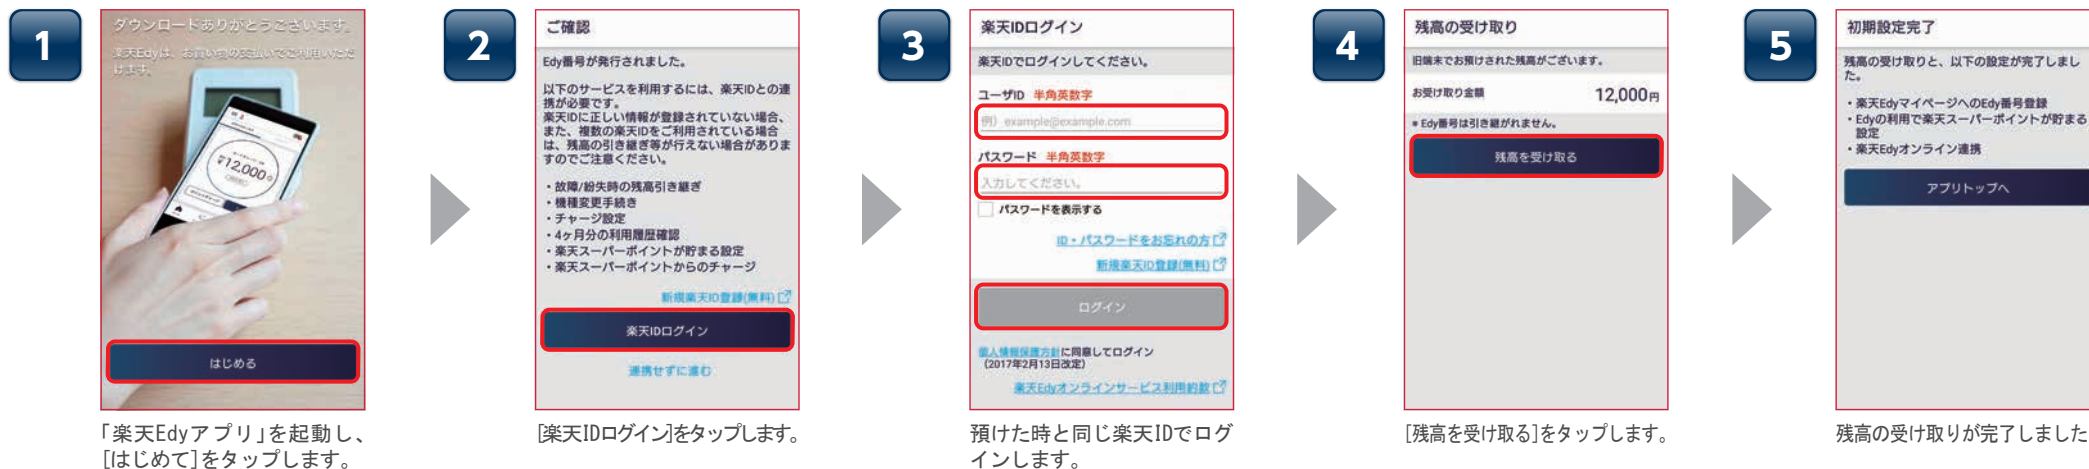 1
ダウンロードありがとうございます。
楽天Edyは、お買い物の支払いでご利用いただ
けます。
¥12,000
はじめる
「楽天Edyアプリ」を起動し、
[はじめて]をタップします。
2
ご確認
Edy番号が発行されました。
以下のサービスを利用するには、楽天IDとの連
携が必要です。
楽天IDに正しい情報が登録されていない場合、
また、複数の楽天IDをご利用されている場合
は、残高の引き継ぎ等が行えない場合がありま
すのでご注意ください。
・故障/紛失時の残高引き継ぎ
・機種変更手続き
・チャージ設定
・4ヶ月分の利用履歴確認
・楽天スーパーポイントが貯まる設定
・楽天スーパーポイントからのチャージ
新規楽天ID登録(無料)
楽天IDログイン
連携せずに進む
[楽天IDログイン]をタップします。
3
楽天IDログイン
楽天IDでログインしてください。
ユーザID 半角英数字
例）example@example.com
パスワード 半角英数字
入力してください。
パスワードを表示する
ID・パスワードをお忘れの方
新規楽天ID登録(無料)
ログイン
個人情報保護方針に同意してログイン
（2017年2月13日改定）
楽天Edyオンラインサービス利用約款
預けた時と同じ楽天IDでログ
インします。
4
残高の受け取り
旧端末でお預けされた残高がございます。
お受け取り金額 12,000円
※Edy番号は引き継がれません。
残高を受け取る
[残高を受け取る]をタップします。
5
初期設定完了
残高の受け取りと、以下の設定が完了しまし
た。
・楽天EdyマイページへのEdy番号登録
・Edyの利用で楽天スーパーポイントが貯まる
設定
・楽天Edyオンライン連携
アプリトップへ
残高の受け取りが完了しました